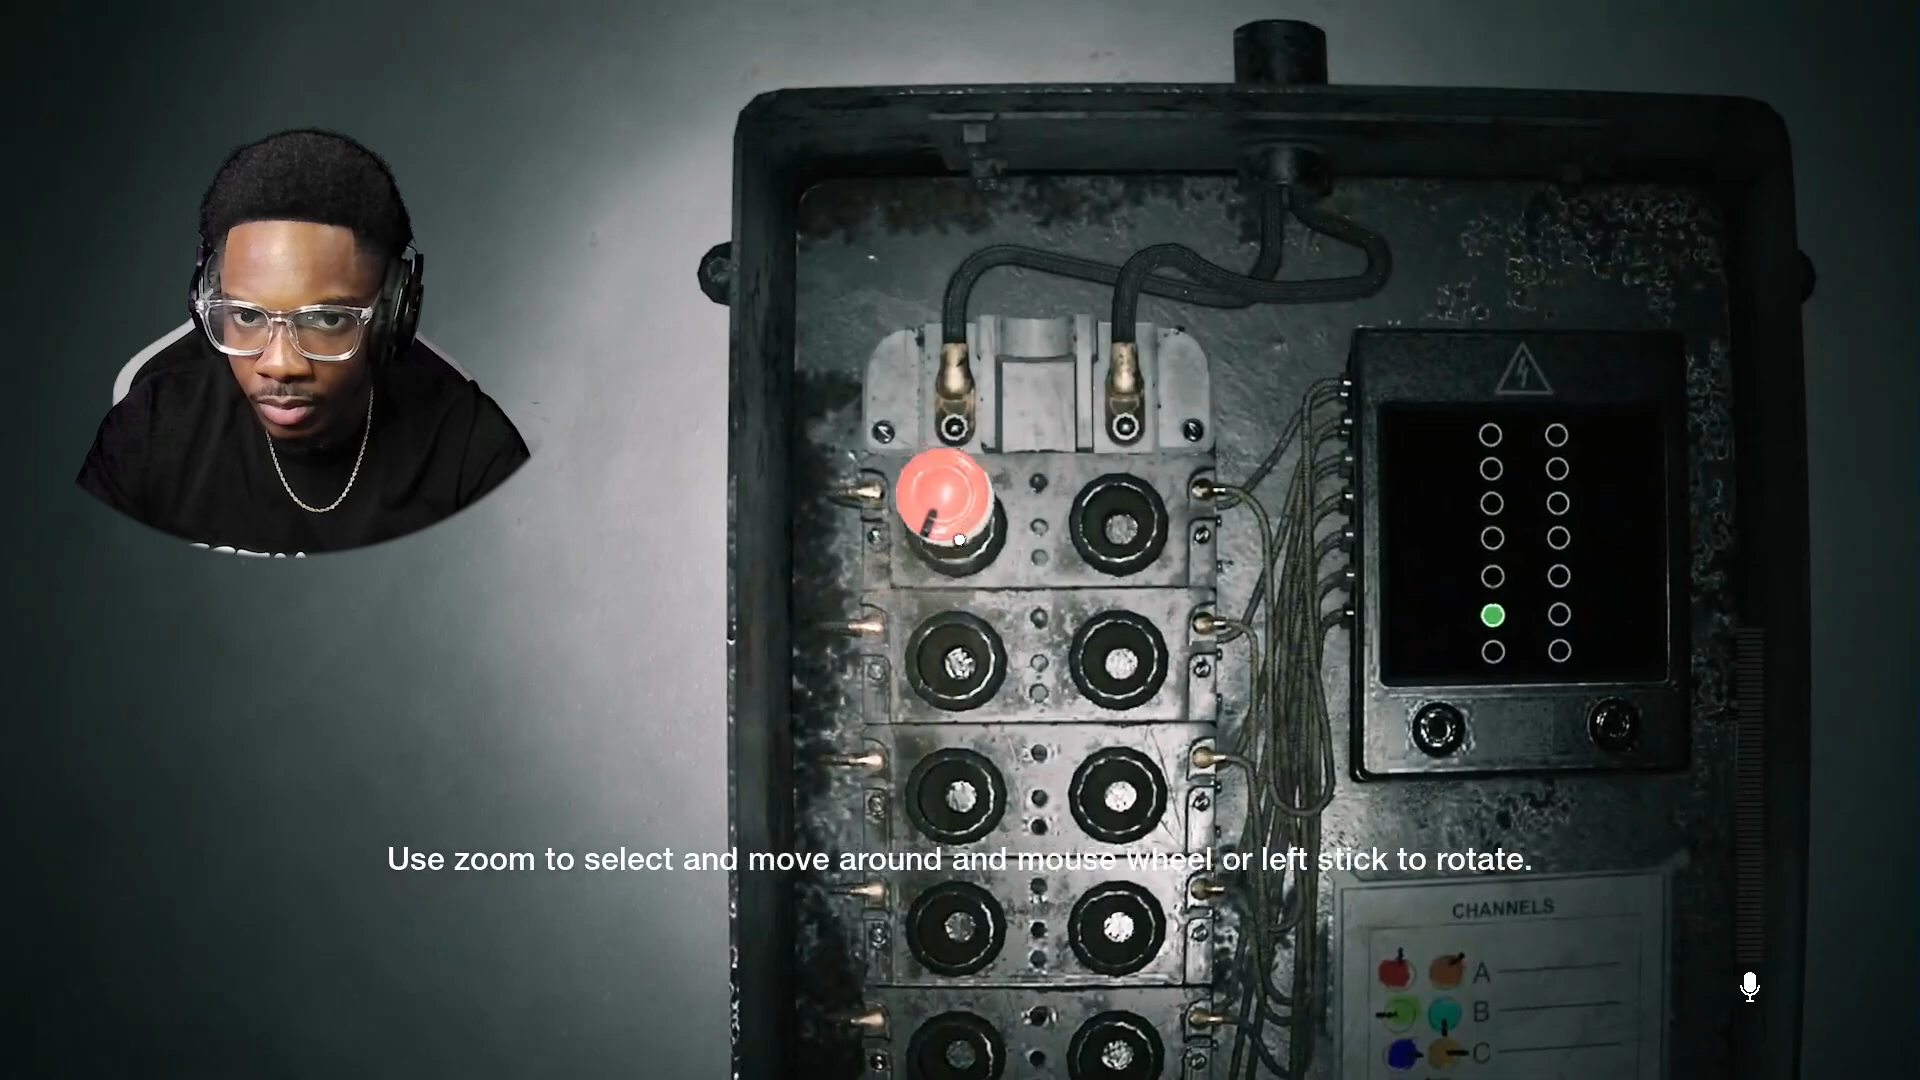 Use zoom to select and move around and mouse wheel or left stick to rotate.
CHANNELS
A
B
C